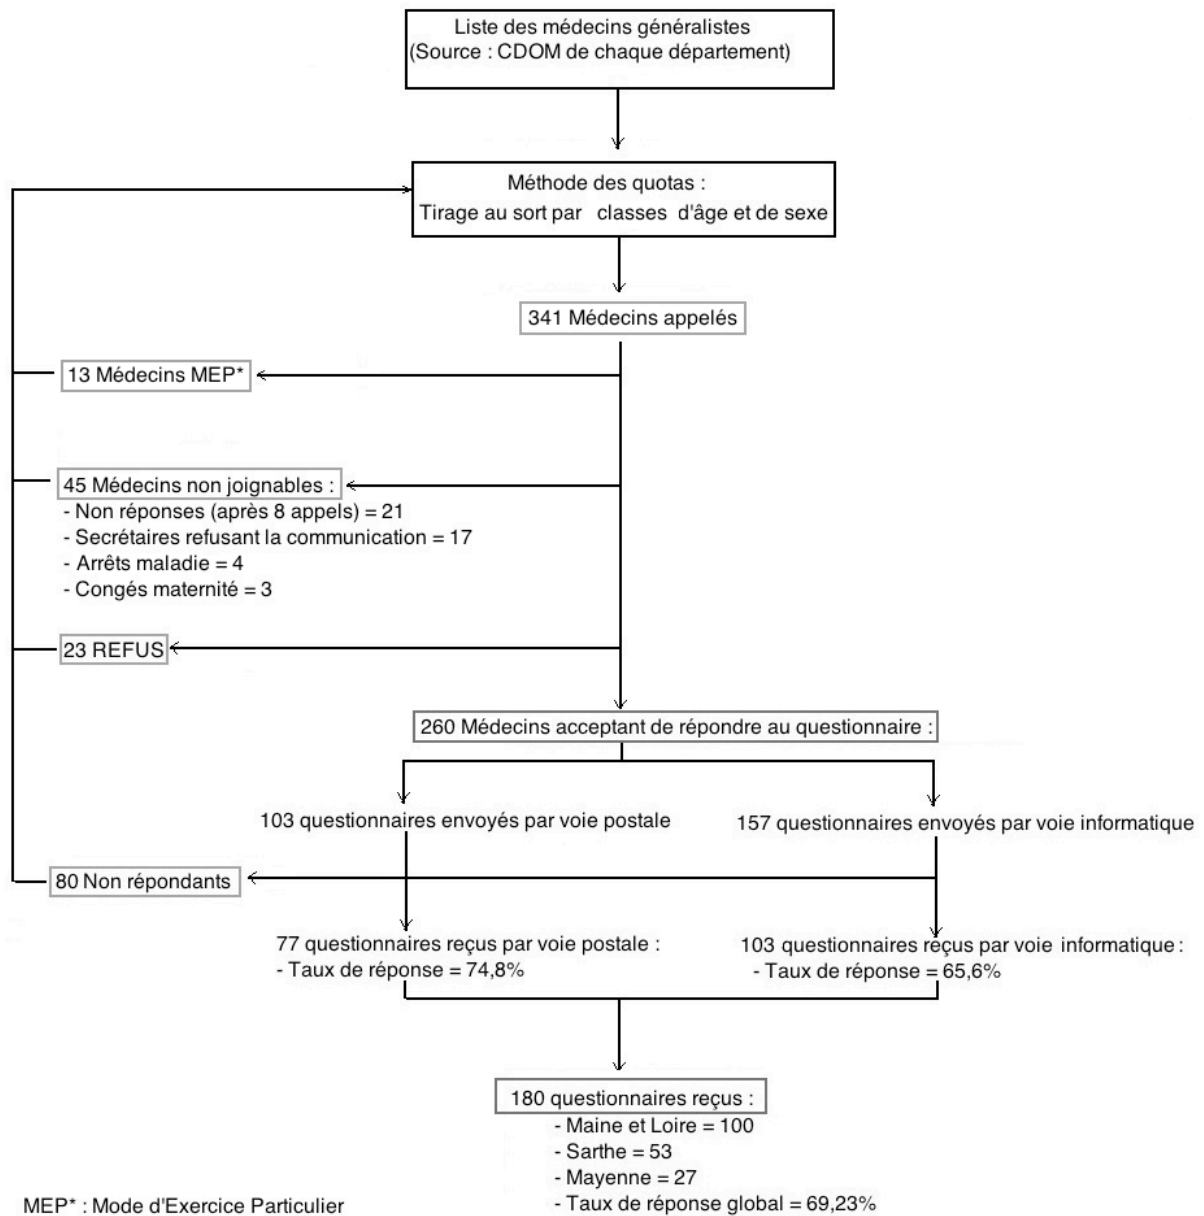 Liste des médecins généralistes
(Source : CDOM de chaque département)
Méthode des quotas :
Tirage au sort par classes d'âge et de sexe
341 Médecins appelés
13 Médecins MEP*
45 Médecins non joignables :
- Non réponses (après 8 appels) = 21
- Secrétaires refusant la communication = 17
- Arrêts maladie = 4
- Congés maternité = 3
23 REFUS
260 Médecins acceptant de répondre au questionnaire :
103 questionnaires envoyés par voie postale
157 questionnaires envoyés par voie informatique
80 Non répondants
77 questionnaires reçus par voie postale :
- Taux de réponse = 74,8%
103 questionnaires reçus par voie informatique :
- Taux de réponse = 65,6%
180 questionnaires reçus :
- Maine et Loire = 100
- Sarthe = 53
- Mayenne = 27
- Taux de réponse global = 69,23%
MEP* : Mode d'Exercice Particulier